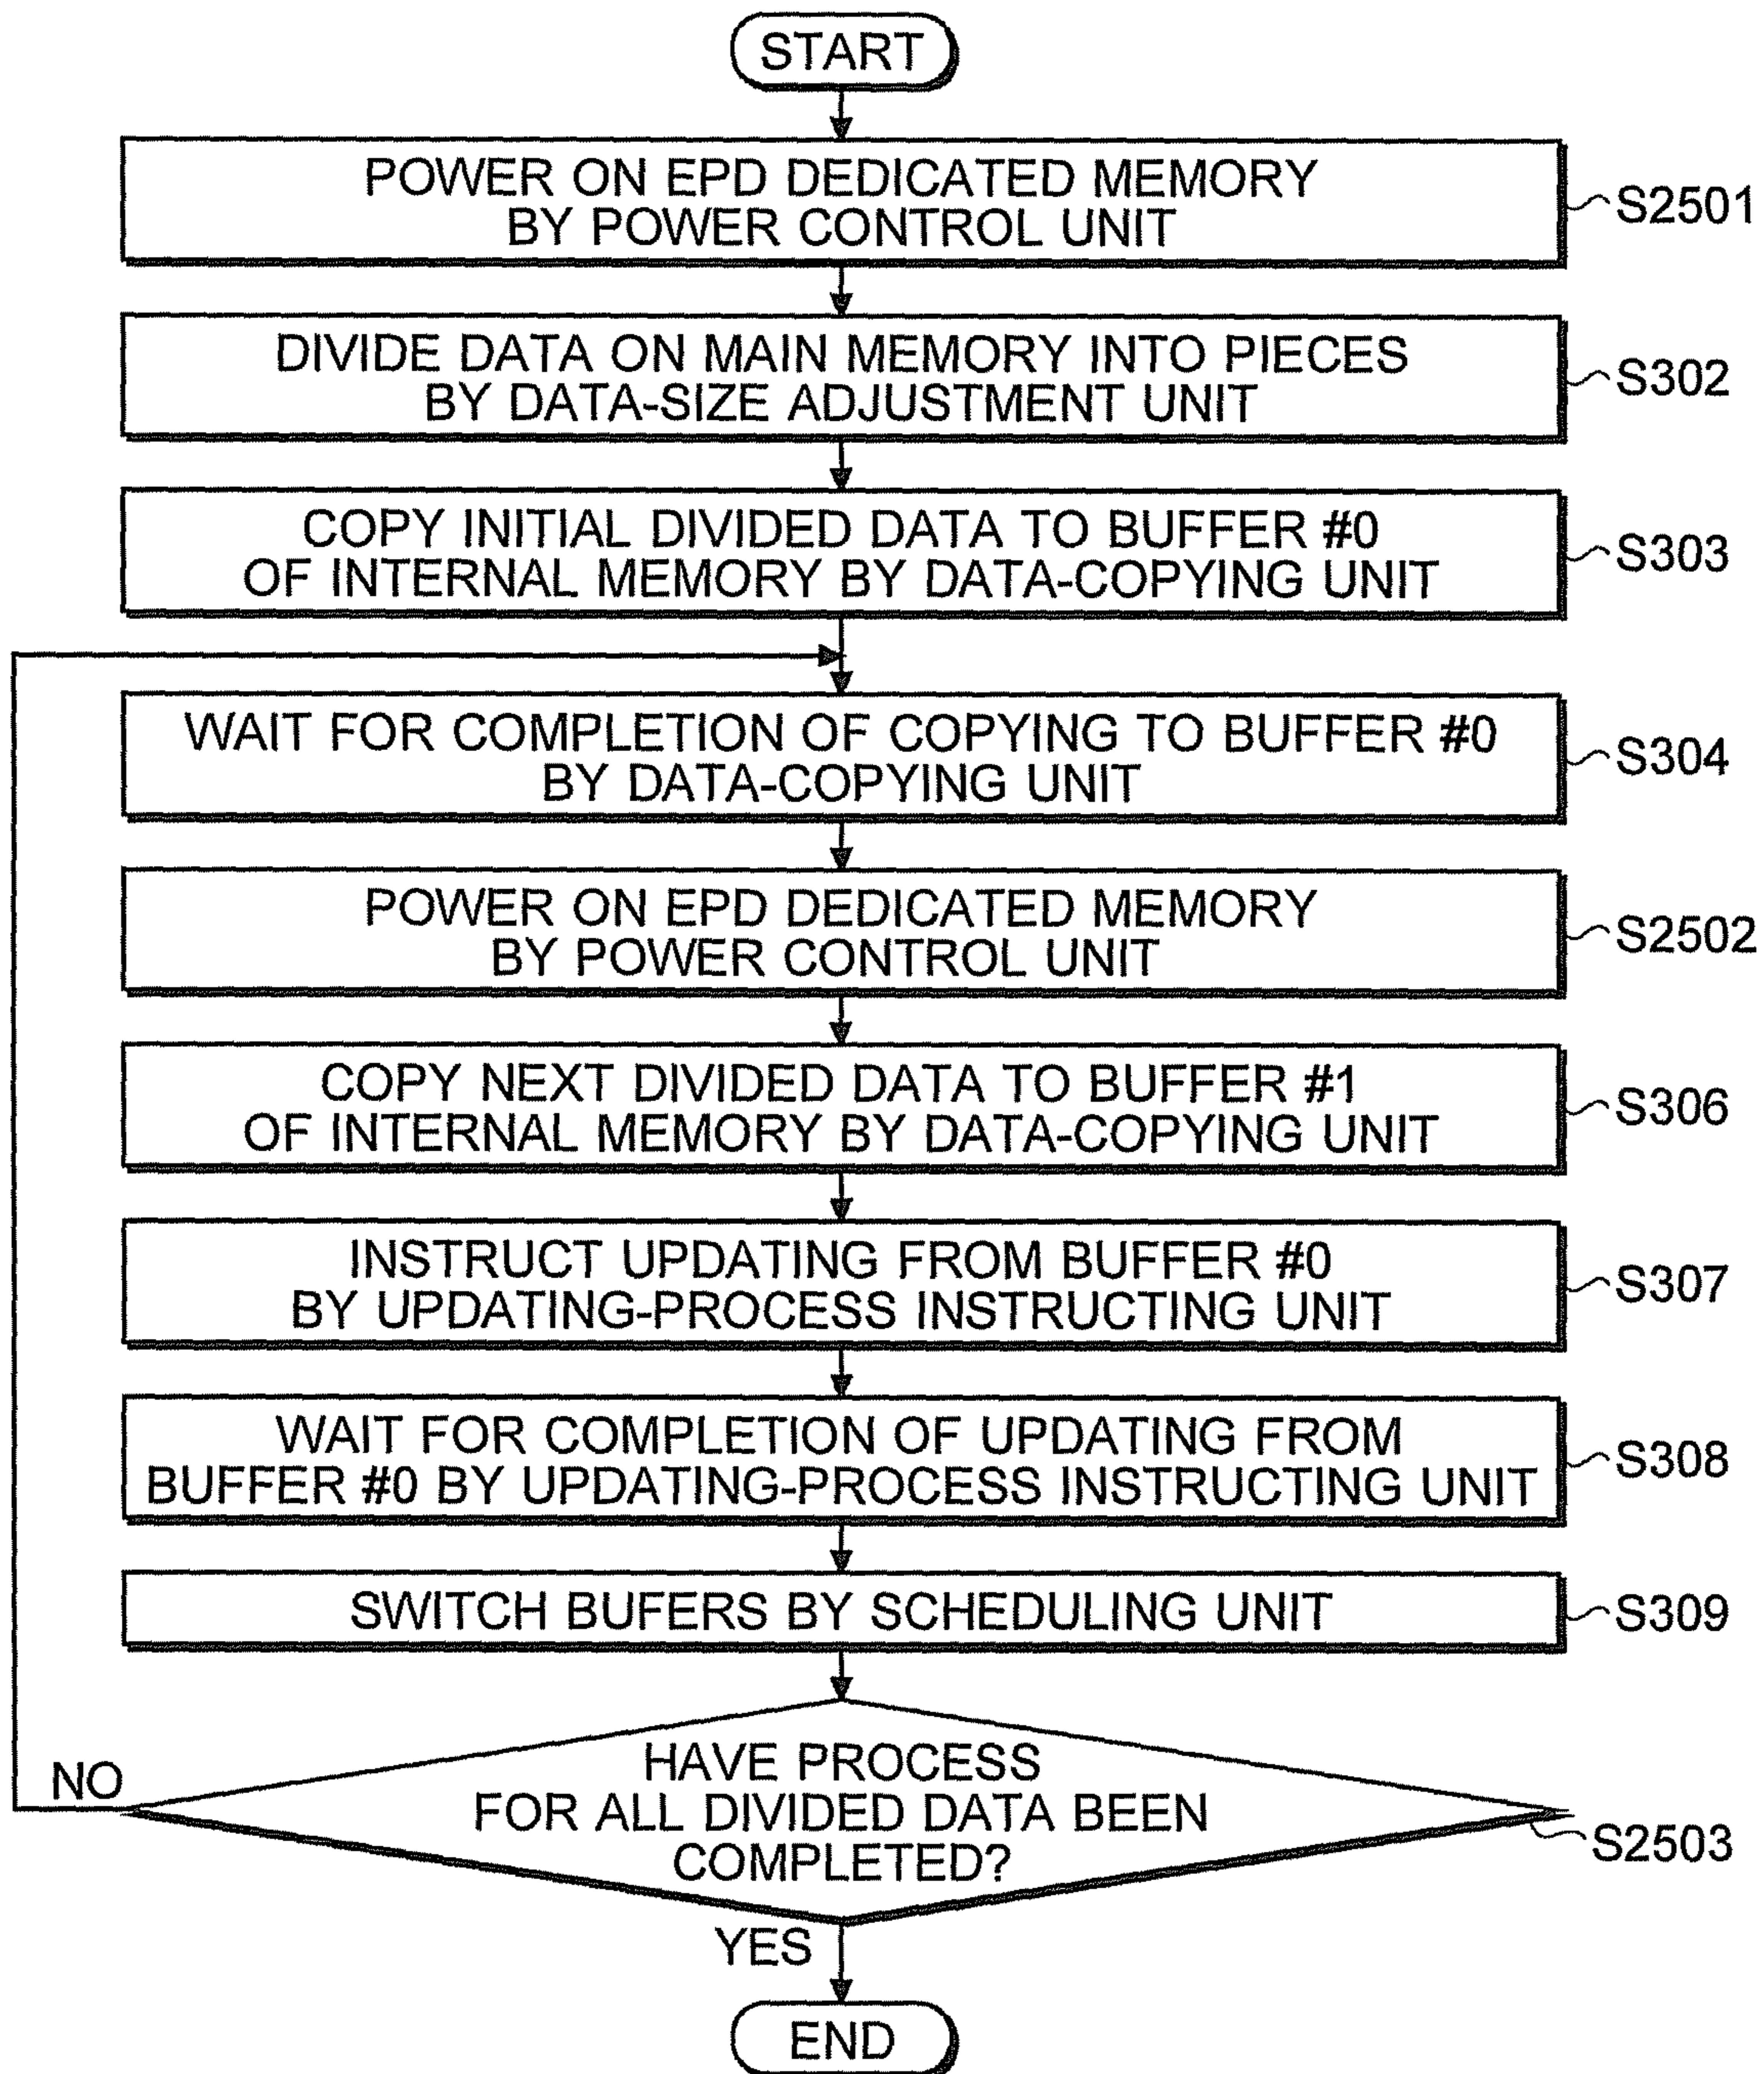 START
POWER ON EPD DEDICATED MEMORY
BY POWER CONTROL UNIT
S2501
DIVIDE DATA ON MAIN MEMORY INTO PIECES
BY DATA-SIZE ADJUSTMENT UNIT
S302
COPY INITIAL DIVIDED DATA TO BUFFER #0
OF INTERNAL MEMORY BY DATA-COPYING UNIT
S303
WAIT FOR COMPLETION OF COPYING TO BUFFER #0
BY DATA-COPYING UNIT
S304
POWER ON EPD DEDICATED MEMORY
BY POWER CONTROL UNIT
S2502
COPY NEXT DIVIDED DATA TO BUFFER #1
OF INTERNAL MEMORY BY DATA-COPYING UNIT
S306
INSTRUCT UPDATING FROM BUFFER #0
BY UPDATING-PROCESS INSTRUCTING UNIT
S307
WAIT FOR COMPLETION OF UPDATING FROM
BUFFER #0 BY UPDATING-PROCESS INSTRUCTING UNIT
S308
SWITCH BUFERS BY SCHEDULING UNIT
S309
HAVE PROCESS
FOR ALL DIVIDED DATA BEEN
COMPLETED?
NO
S2503
YES
END